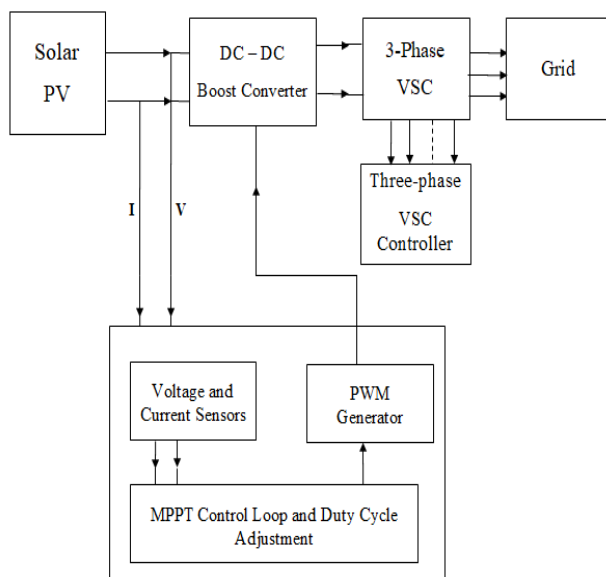 Solar
PV
DC – DC
Boost Converter
3-Phase
VSC
Grid
Three-phase
VSC
Controller
I
V
Voltage and
Current Sensors
PWM
Generator
MPPT Control Loop and Duty Cycle
Adjustment